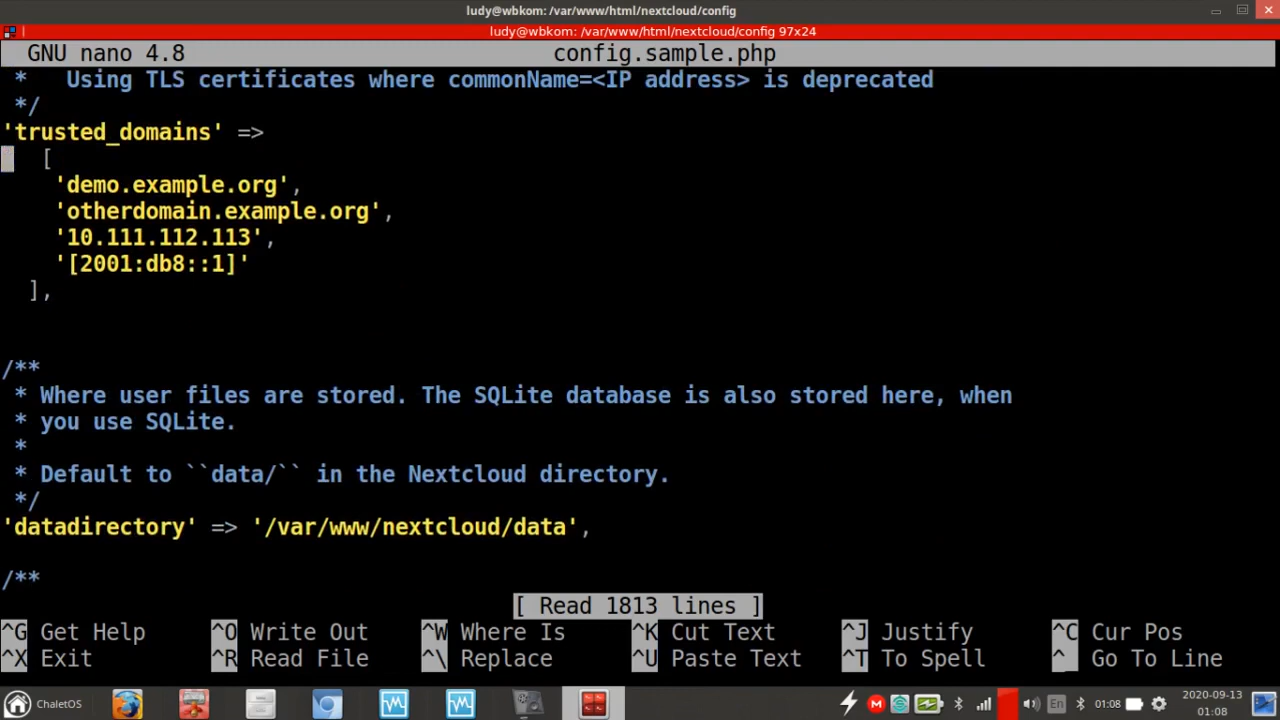 ludy@wbkom: /var/www/html/nextcloud/config
ludy@wbkom: /var/www/html/nextcloud/config 97x24
GNU nano 4.8 config.sample.php
* Using TLS certificates where commonName=<IP address> is deprecated
*/
'trusted_domains' =>
[
'demo.example.org',
'otherdomain.example.org',
'10.111.112.113',
'[2001:db8::1]'
],
/**
* Where user files are stored. The SQLite database is also stored here, when
* you use SQLite.
*
* Default to ``data/`` in the Nextcloud directory.
*/
'datadirectory' => '/var/www/nextcloud/data',
/**
[ Read 1813 lines ]
^G Get Help ^O Write Out ^W Where Is ^K Cut Text ^J Justify ^C Cur Pos
^X Exit ^R Read File ^\ Replace ^U Paste Text ^T To Spell ^_ Go To Line
ChaletOS En 01:08 2020-09-13
01:08